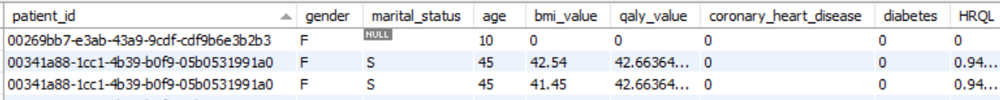 patient_id gender marital_status age bmi_value qaly_value coronary_heart_disease diabetes HRQL
00269bb7-e3ab-43a9-9cdf-cdf9b6e3b2b3 F NULL 10 0 0 0 0 0
00341a88-1cc1-4b39-b0f9-05b0531991a0 F S 45 42.54 42.66364... 0 0 0.94...
00341a88-1cc1-4b39-b0f9-05b0531991a0 F S 45 41.45 42.66364... 0 0 0.94...